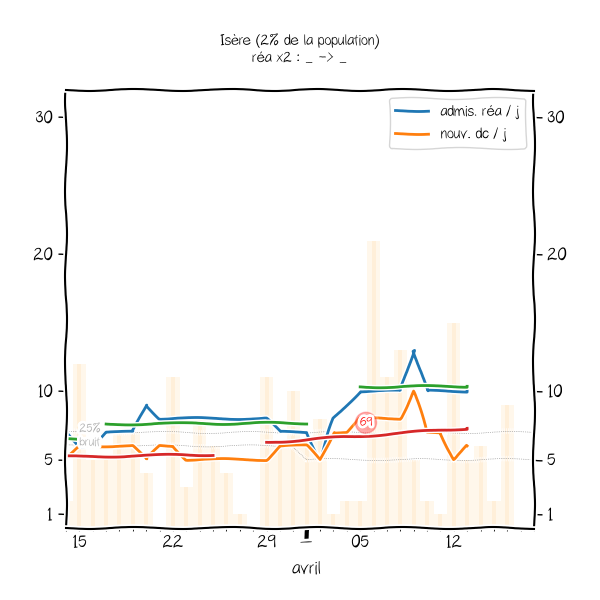 Isère (2% de la population)
réa x2 : _ -> _
admis. réa / j
nouv. dc / j
30
30
20
20
10
10
5
5
1
1
... 25%
bruit
69
15
22
29
05
12
avril